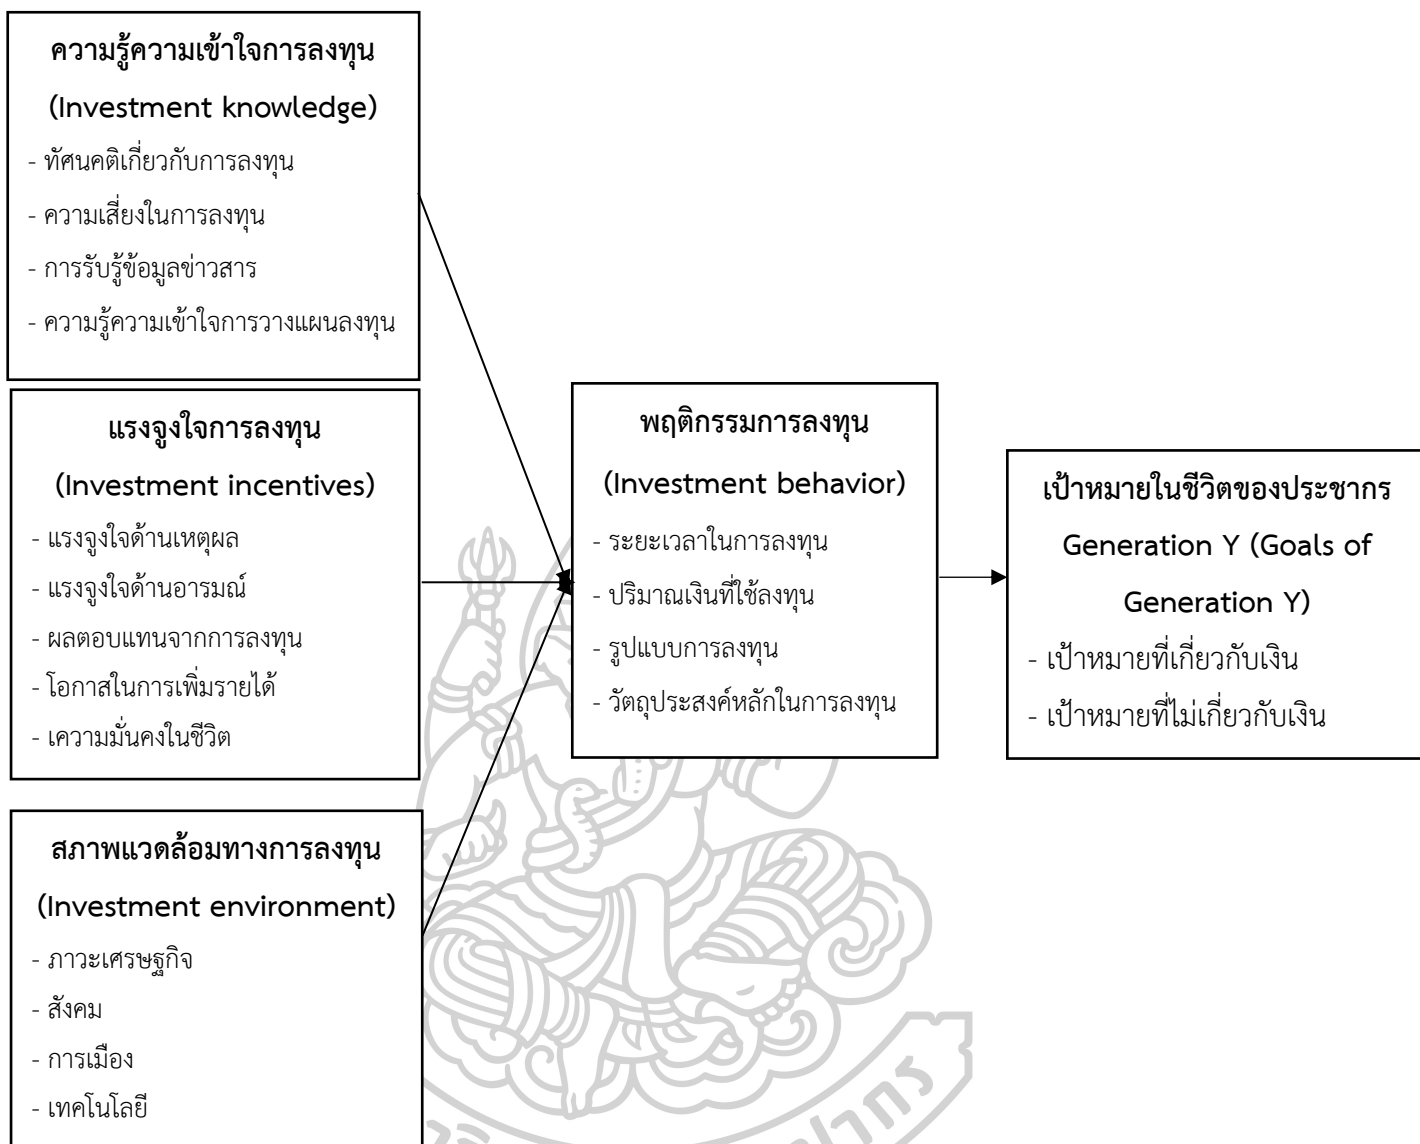 ความรู้ความเข้าใจการลงทุน
(Investment knowledge)
- ทัศนคติเกี่ยวกับการลงทุน
- ความเสี่ยงในการลงทุน
- การรับรู้ข้อมูลข่าวสาร
- ความรู้ความเข้าใจการวางแผนลงทุน
แรงจูงใจการลงทุน
(Investment incentives)
- แรงจูงใจด้านเหตุผล
- แรงจูงใจด้านอารมณ์
- ผลตอบแทนจากการลงทุน
- โอกาสในการเพิ่มรายได้
- เความมั่นคงในชีวิต
สภาพแวดล้อมทางการลงทุน
(Investment environment)
- ภาวะเศรษฐกิจ
- สังคม
- การเมือง
- เทคโนโลยี
พฤติกรรมการลงทุน
(Investment behavior)
- ระยะเวลาในการลงทุน
- ปริมาณเงินที่ใช้ลงทุน
- รูปแบบการลงทุน
- วัตถุประสงค์หลักในการลงทุน
เป้าหมายในชีวิตของประชากร
Generation Y (Goals of
Generation Y)
- เป้าหมายที่เกี่ยวกับเงิน
- เป้าหมายที่ไม่เกี่ยวกับเงิน